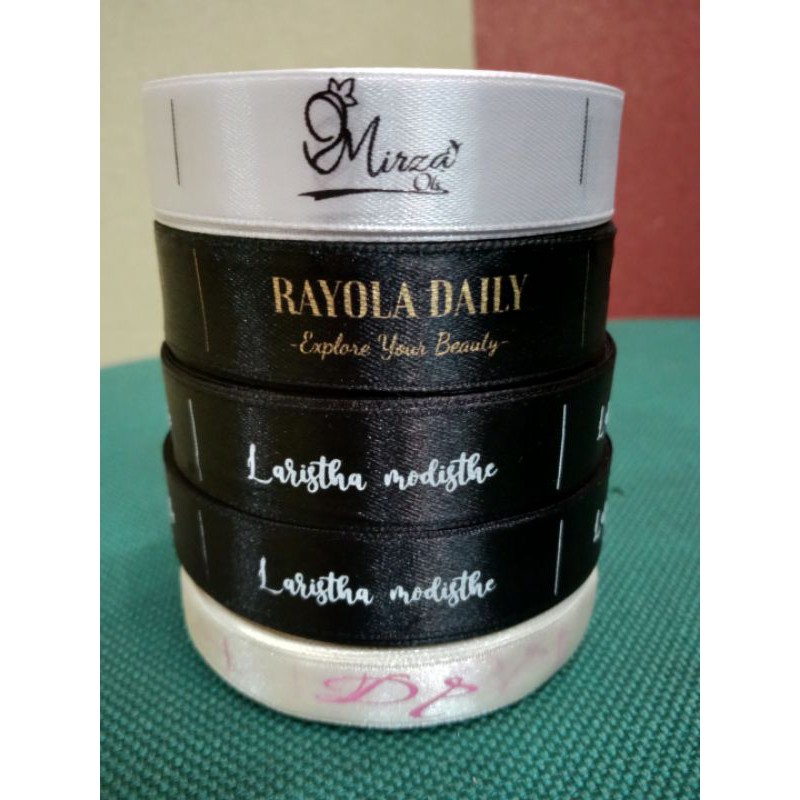 Mirza
RAYOLA DAILY
-Explore Your Beauty-
Laristha modisthe
Laristha modisthe